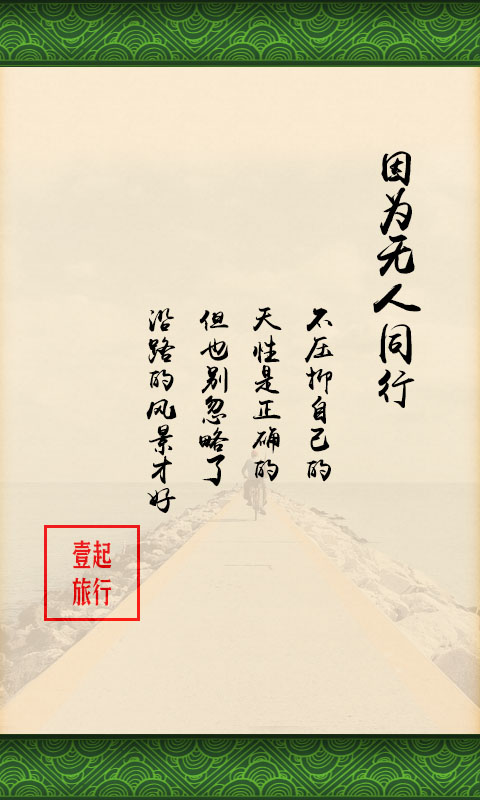 因为无人同行
不压抑自己的
天性是正确的
但也别忽略了
沿路的风景才好
壹起
旅行